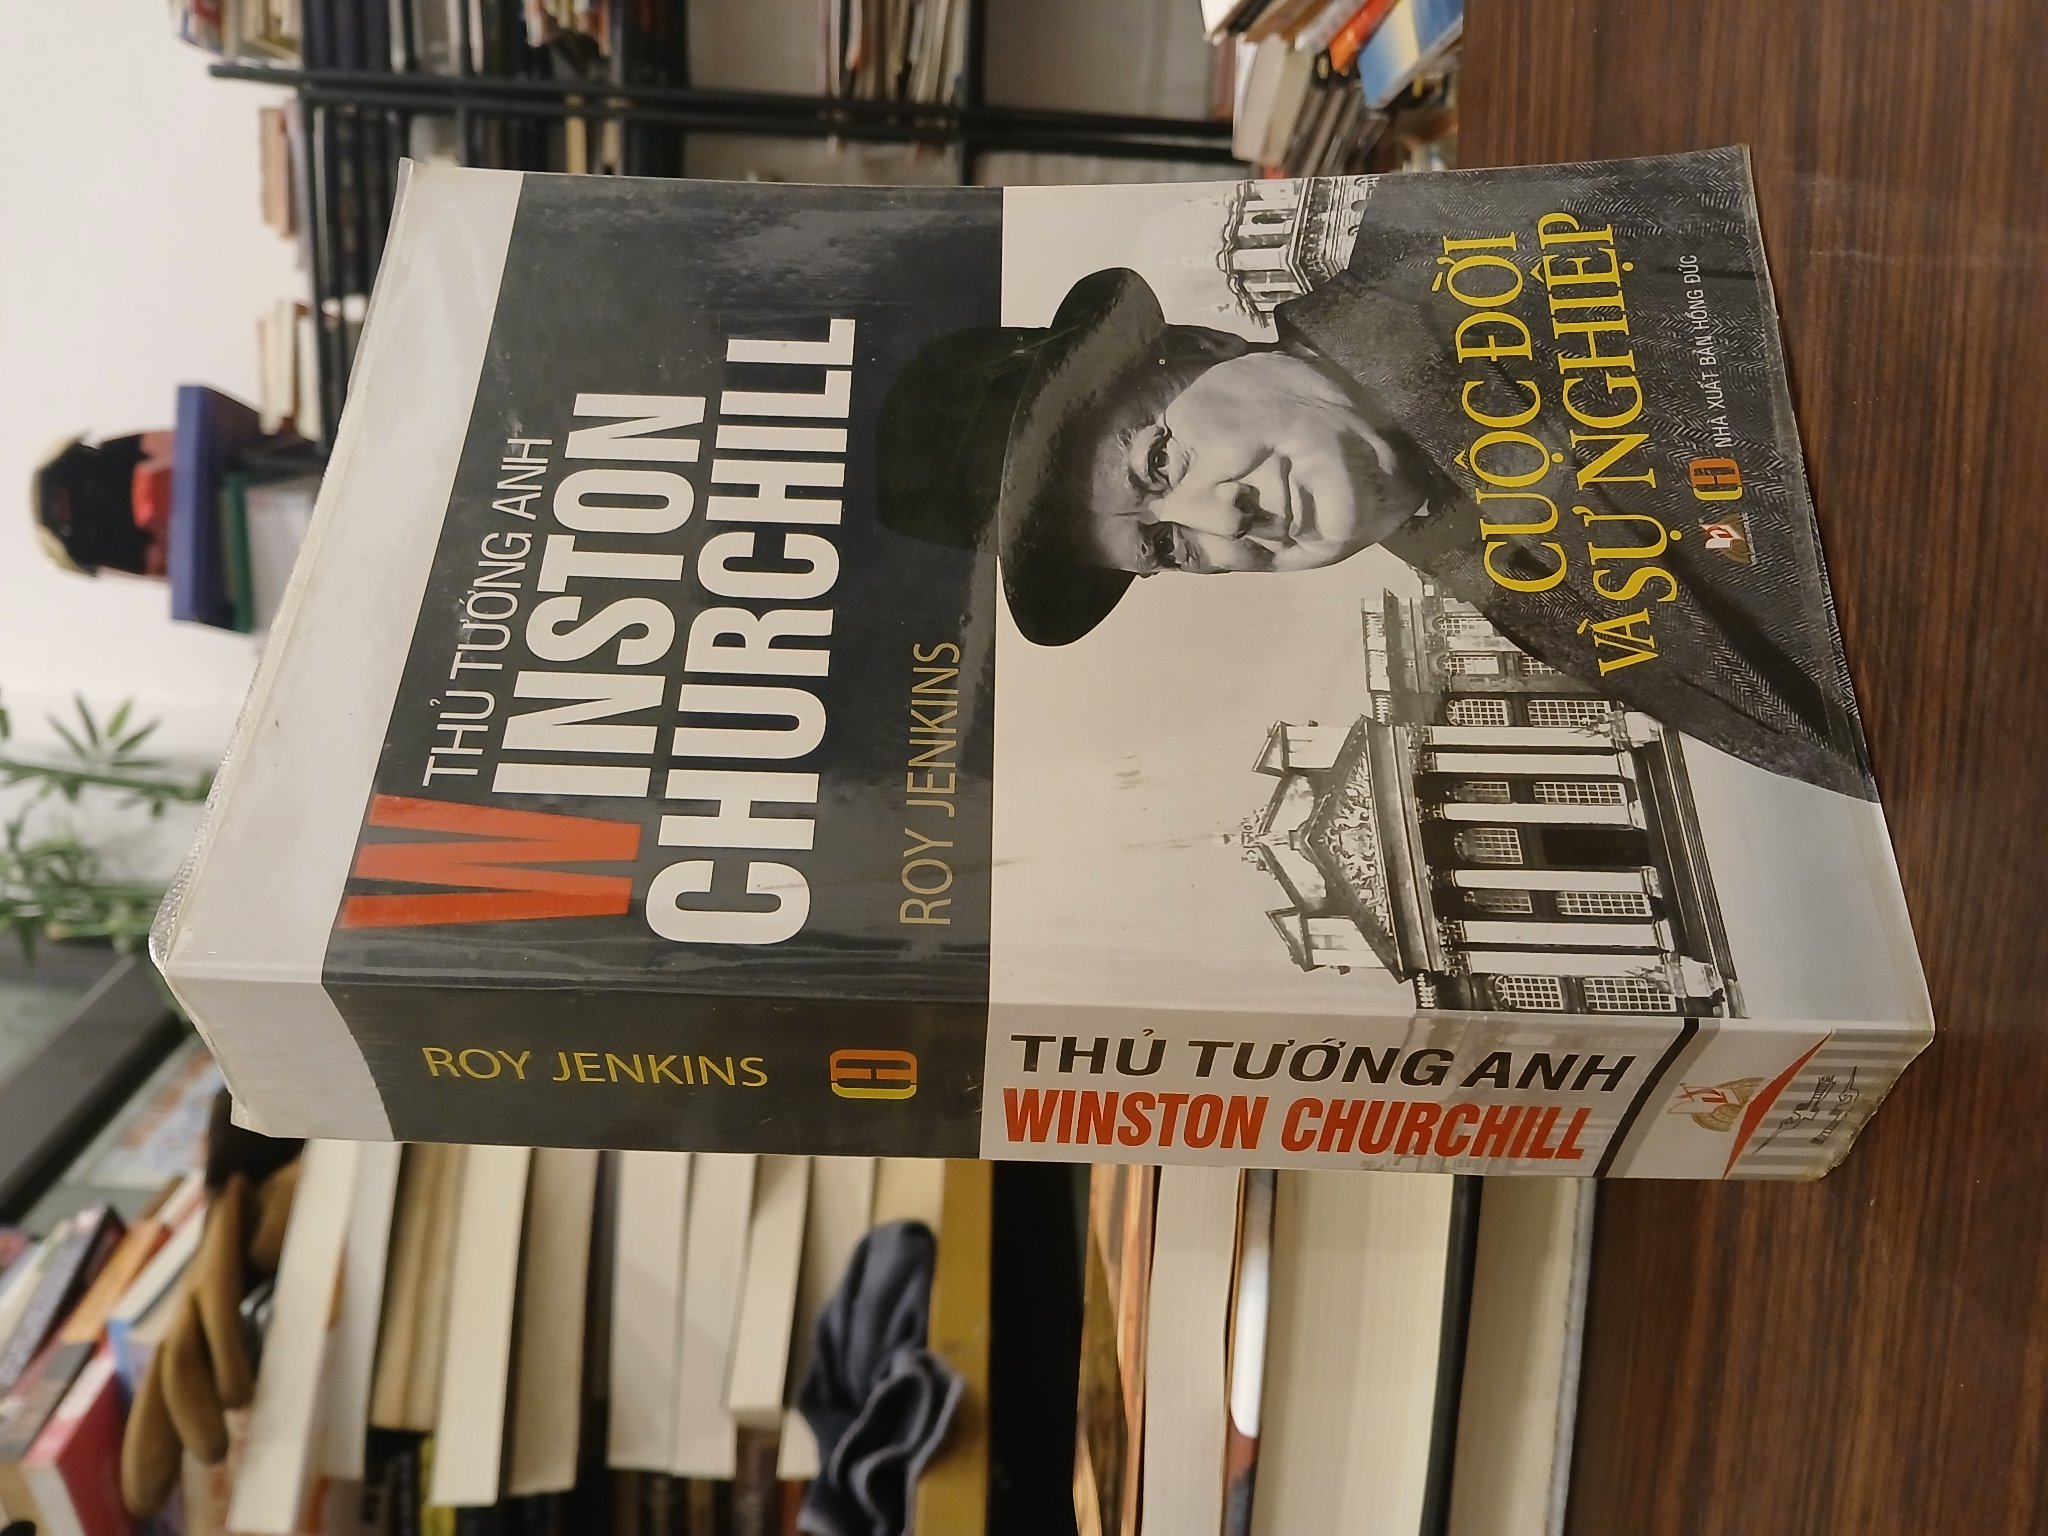 THỦ TƯỚNG ANH
WINSTON
CHURCHILL
ROY JENKINS
CUỘC ĐỜI
VÀ SỰ NGHIỆP
NHÀ XUẤT BẢN HỒNG ĐỨC
ROY JENKINS
THỦ TƯỚNG ANH
WINSTON CHURCHILL